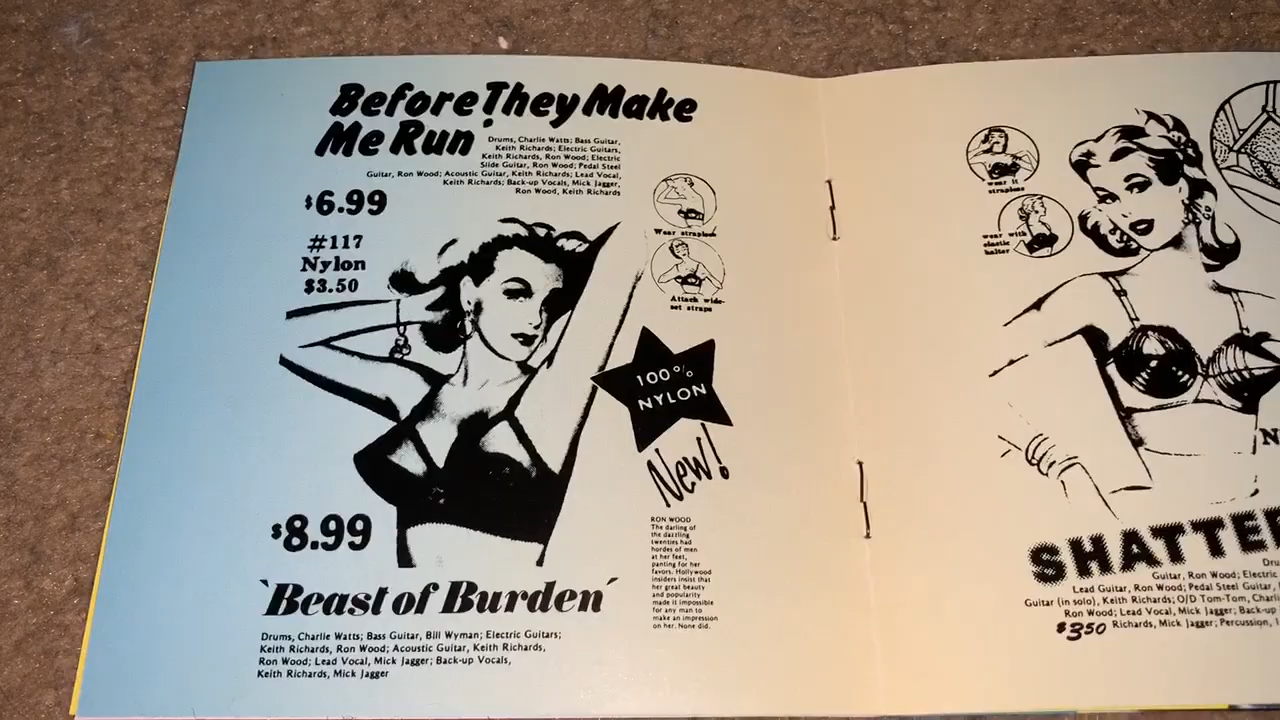 Before They Make
Me Run'
Drums, Charlie Watts; Bass Guitar,
Keith Richards; Electric Guitars,
Keith Richards, Ron Wood; Electric
Slide Guitar, Ron Wood; Pedal Steel
Guitar, Ron Wood; Acoustic Guitar, Keith Richards; Lead Vocal,
Keith Richards; Back-up Vocals, Mick Jagger,
Ron Wood, Keith Richards
$6.99
#117
Nylon
$3.50
Wear strapless
Attach wide-
set straps
100%
NYLON
New!
RON WOOD
The darling of
the dazzling
twenties had
hordes of men
at her feet,
panting for her
favors. Hollywood
insiders insist that
her great beauty
and popularity
made it impossible
for any man to
make an impression
on her. None did.
$8.99
'Beast of Burden'
Drums, Charlie Watts; Bass Guitar, Bill Wyman; Electric Guitars;
Keith Richards, Ron Wood; Acoustic Guitar, Keith Richards,
Ron Wood; Lead Vocal, Mick Jagger; Back-up Vocals,
Keith Richards, Mick Jagger
wear it
strapless
wear with
elastic
halter
N
SHATTE
Dru
Guitar, Ron Wood; Electric
Lead Guitar, Ron Wood; Pedal Steel Guitar,
Guitar (in solo), Keith Richards; O/D Tom-Tom, Charli
Ron Wood; Lead Vocal, Mick Jagger; Back-up
$3.50 Richards, Mick Jagger; Percussion,